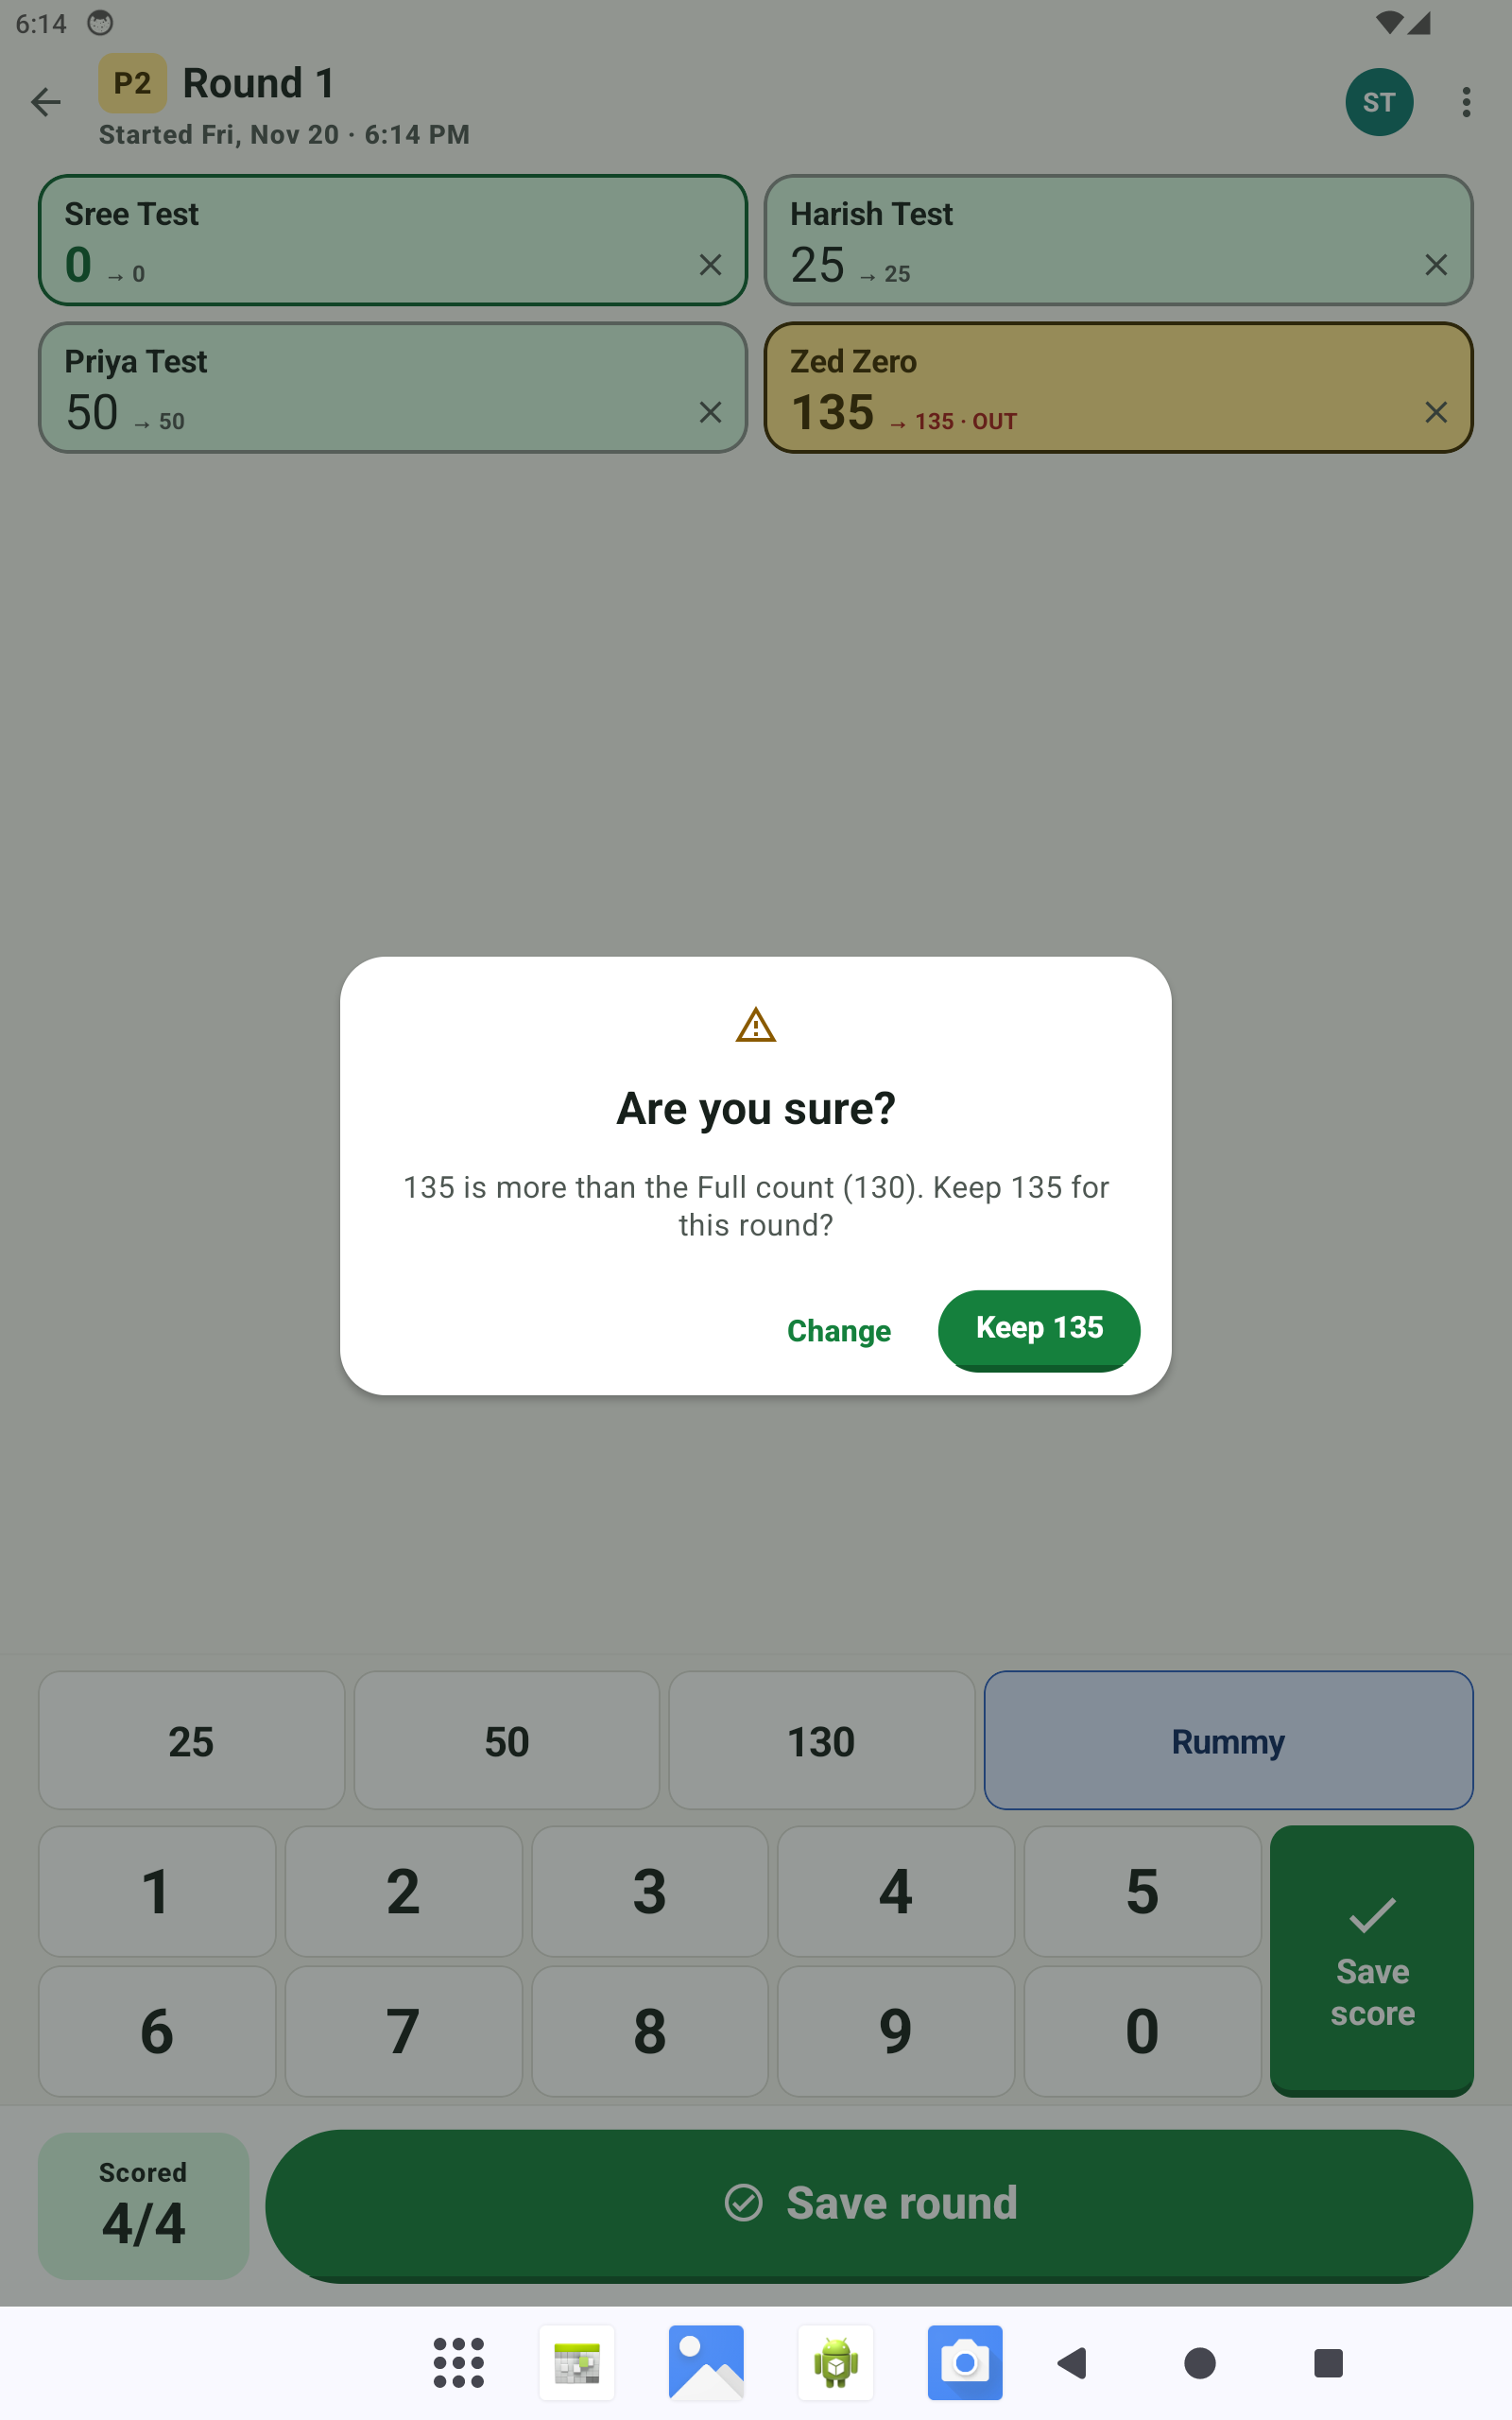 6:14
P2 Round 1
Started Fri, Nov 20 · 6:14 PM
ST
Sree Test
0 → 0
Harish Test
25 → 25
Priya Test
50 → 50
Zed Zero
135 → 135 · OUT
Are you sure?
135 is more than the Full count (130). Keep 135 for
this round?
Change
Keep 135
25
50
130
Rummy
1
2
3
4
5
Save
score
6
7
8
9
0
Scored
4/4
Save round